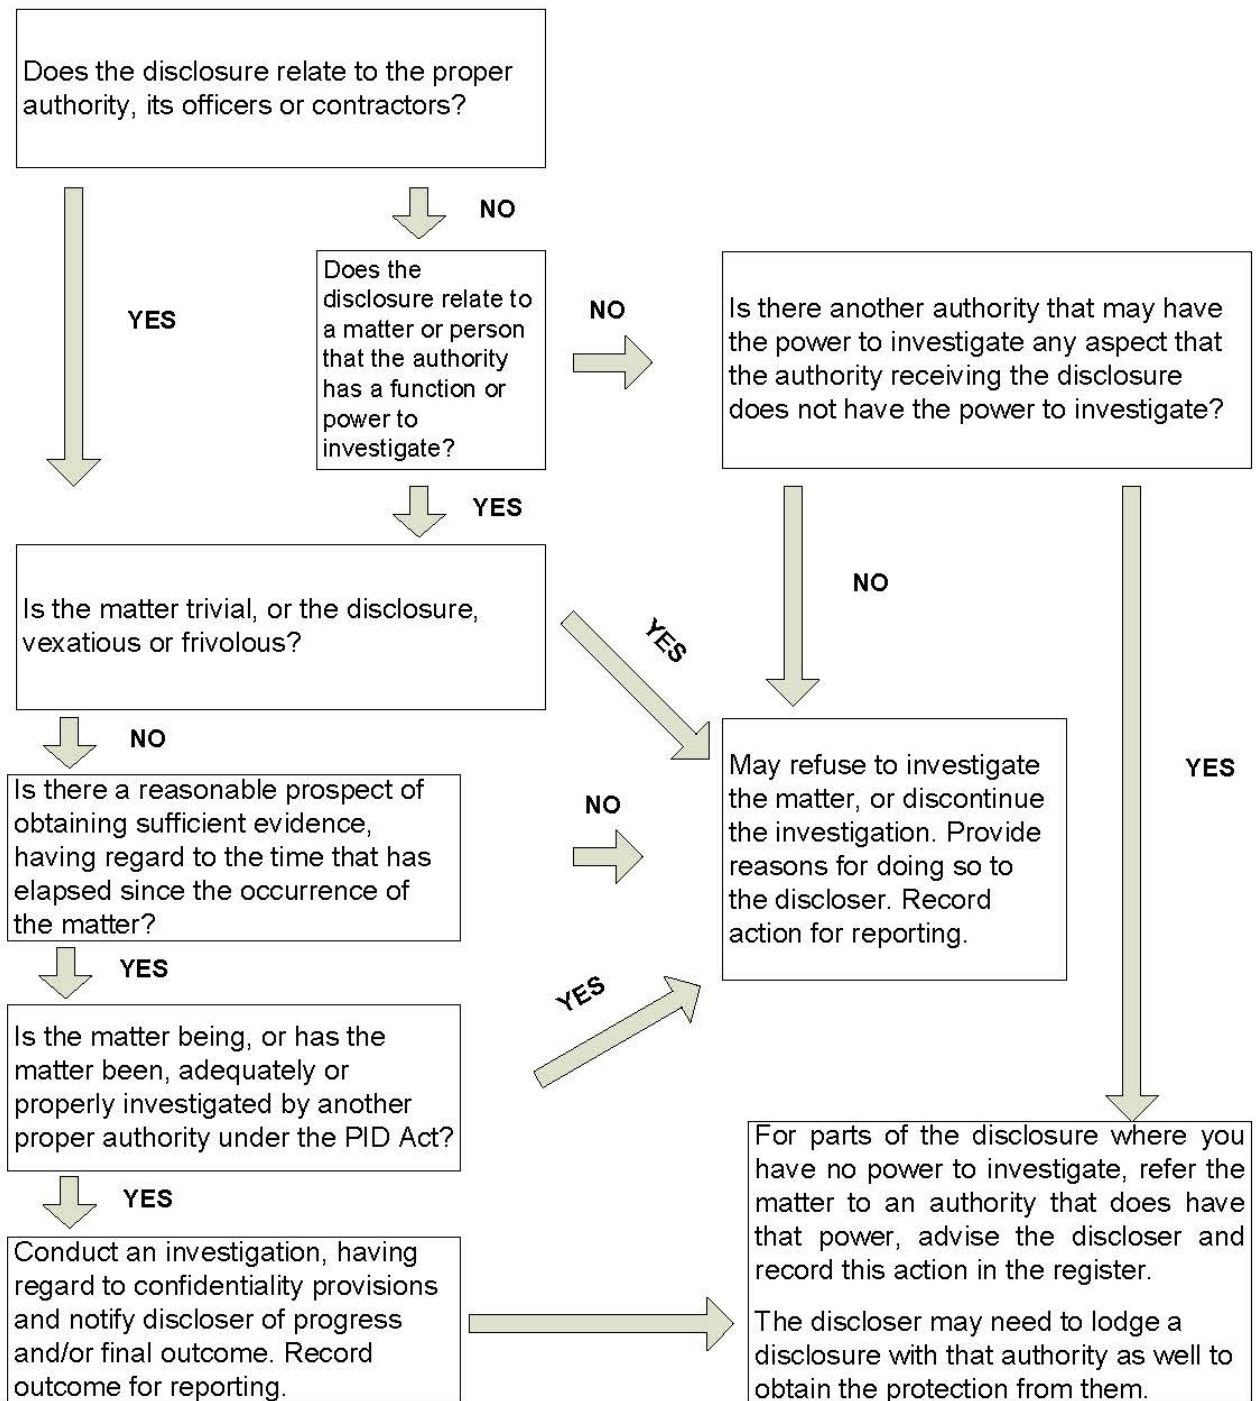 Does the disclosure relate to the proper
authority, its officers or contractors?
NO
YES
Does the
disclosure relate to
a matter or person
that the authority
has a function or
power to
investigate?
NO
Is there another authority that may have
the power to investigate any aspect that
the authority receiving the disclosure
does not have the power to investigate?
YES
NO
YES
Is the matter trivial, or the disclosure,
vexatious or frivolous?
YES
NO
Is there a reasonable prospect of
obtaining sufficient evidence,
having regard to the time that has
elapsed since the occurrence of
the matter?
NO
May refuse to investigate
the matter, or discontinue
the investigation. Provide
reasons for doing so to
the discloser. Record
action for reporting.
YES
YES
Is the matter being, or has the
matter been, adequately or
properly investigated by another
proper authority under the PID Act?
YES
Conduct an investigation, having
regard to confidentiality provisions
and notify discloser of progress
and/or final outcome. Record
outcome for reporting.
For parts of the disclosure where you
have no power to investigate, refer the
matter to an authority that does have
that power, advise the discloser and
record this action in the register.
The discloser may need to lodge a
disclosure with that authority as well to
obtain the protection from them.